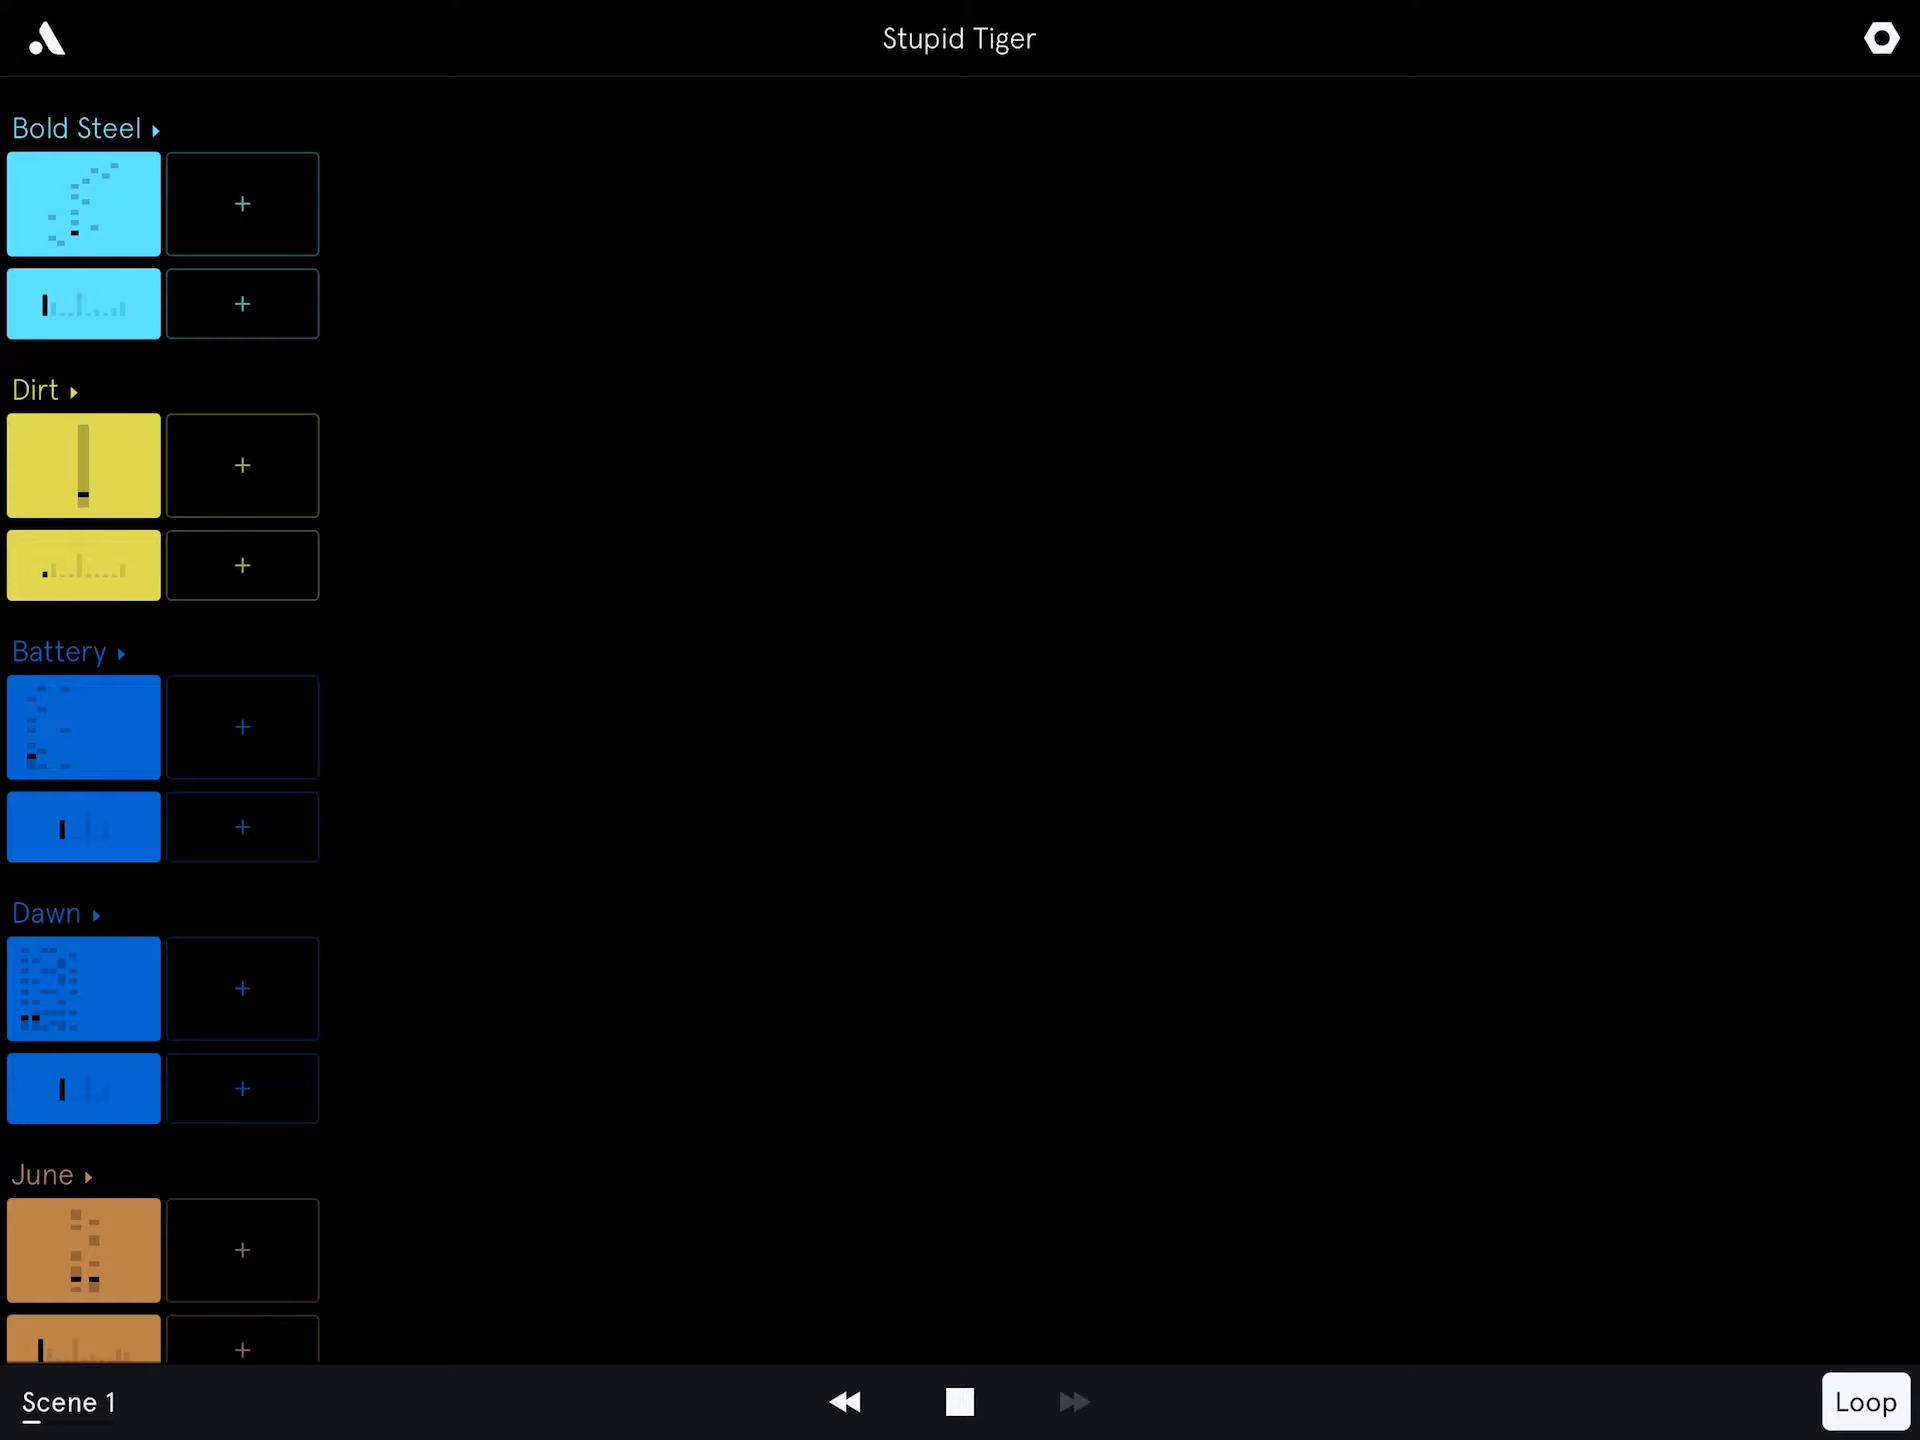 Stupid Tiger
Bold Steel
Dirt
Battery
Dawn
June
Scene 1
Loop